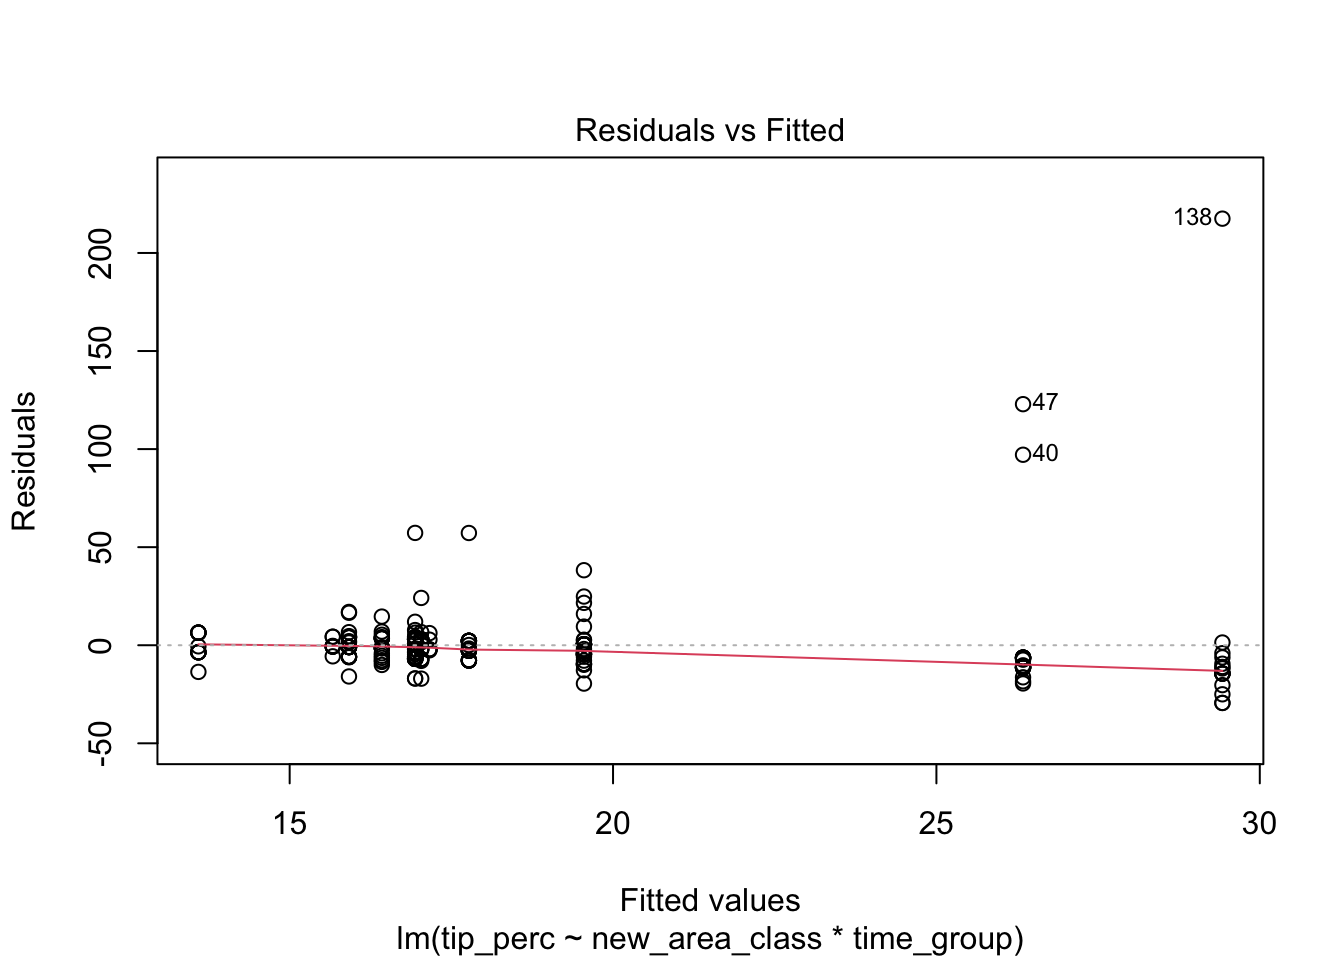 Residuals vs Fitted
Residuals
200
150
100
50
0
-50
138
47
40
15 20 25 30
Fitted values
lm(tip_perc ~ new_area_class * time_group)